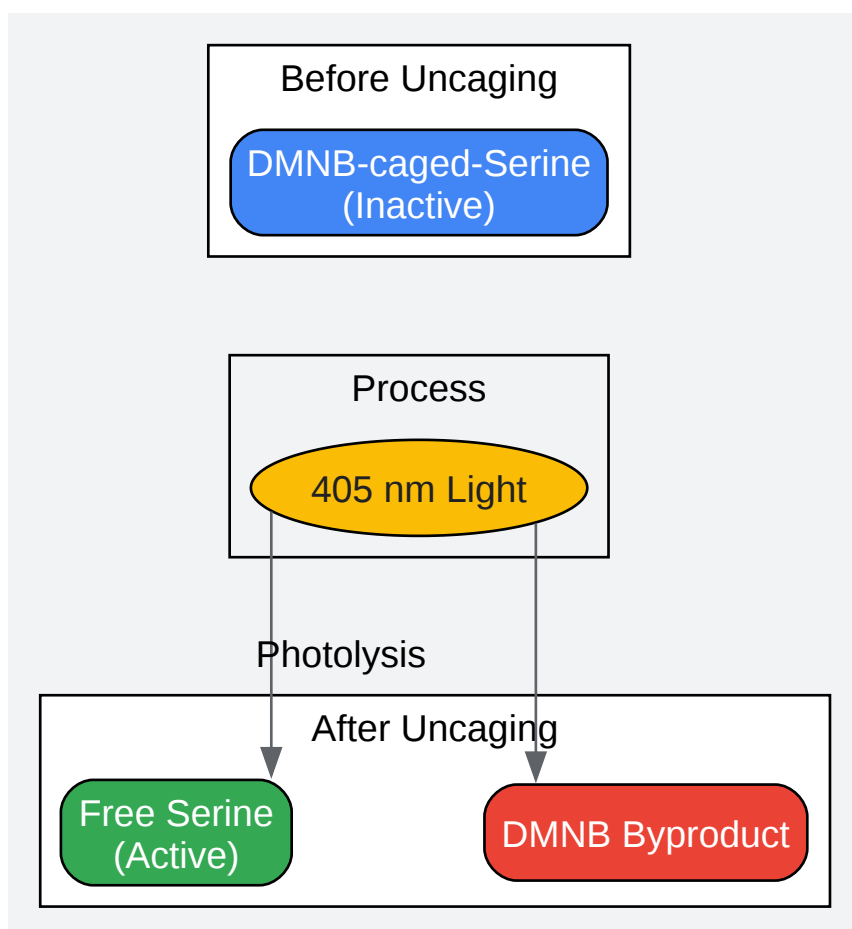 Before Uncaging
DMNB-caged-Serine
(Inactive)
Process
405 nm Light
Photolysis
After Uncaging
Free Serine
(Active)
DMNB Byproduct